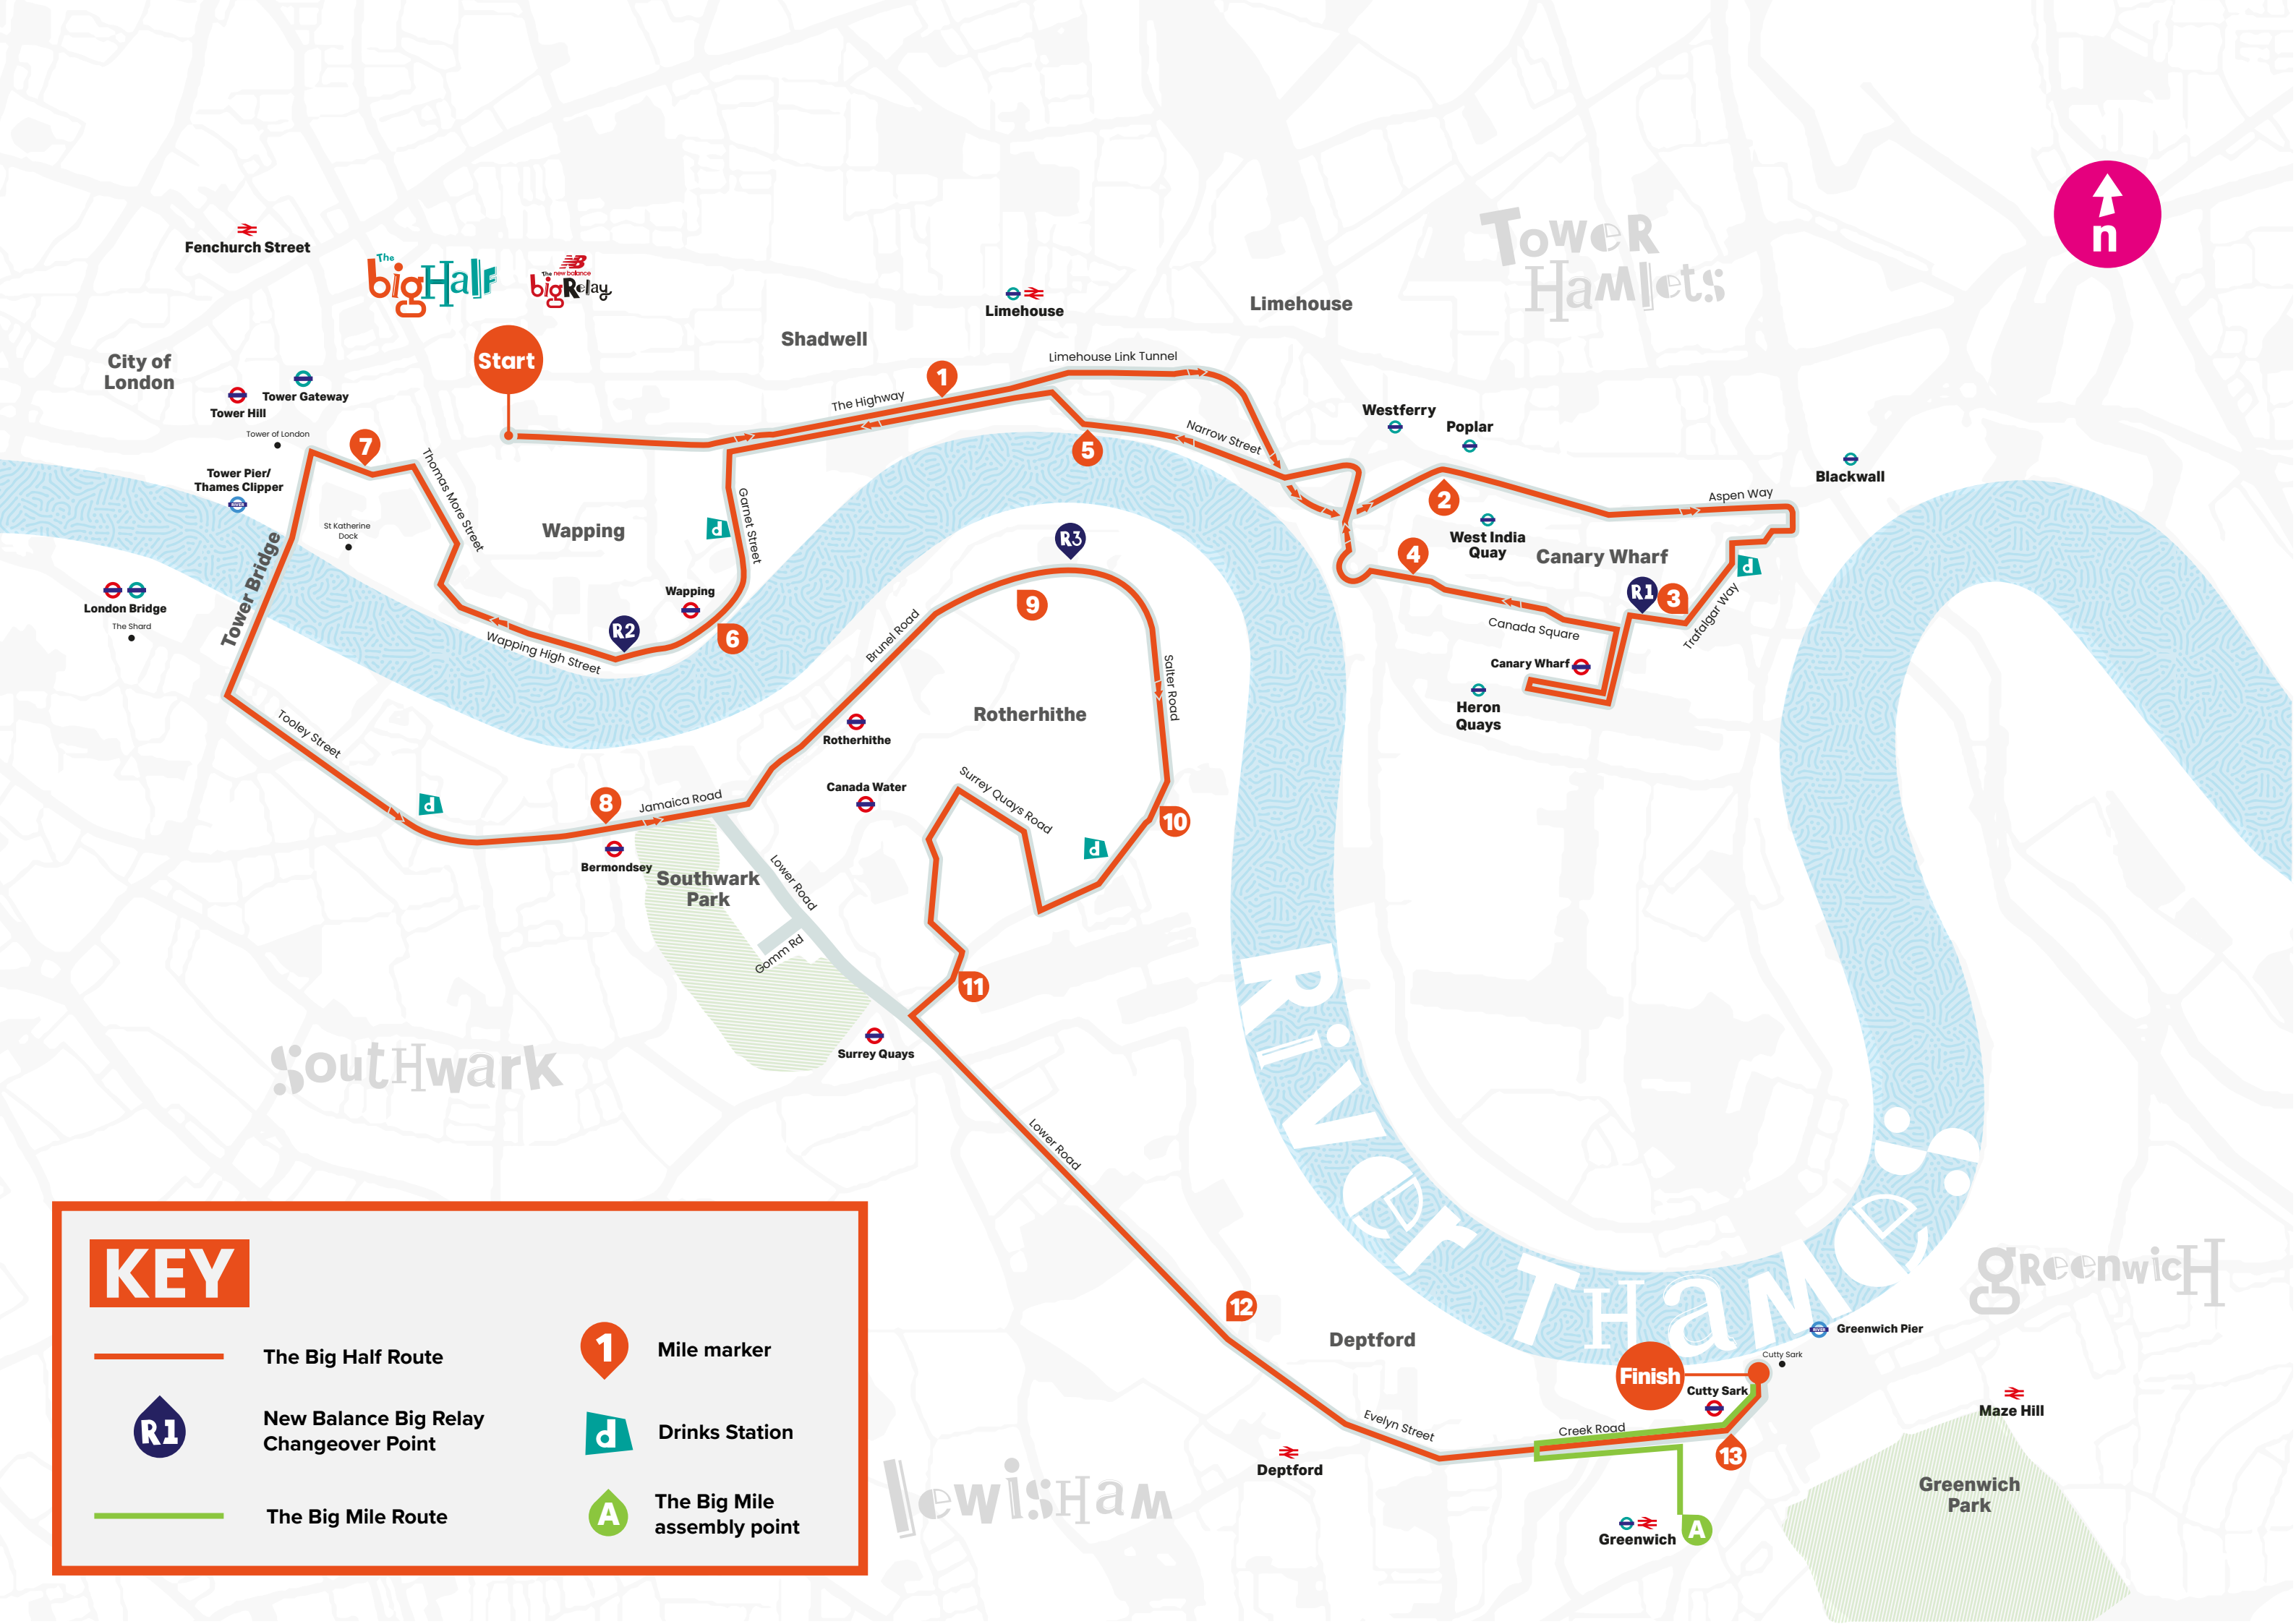 Fenchurch Street
The
bigHalf
The new balance
bigRelay
Start
City of
London
Tower Hill
Tower Gateway
Tower of London
7
Tower Pier/
Thames Clipper
RIVER
St Katherine
Dock
Thomas More Street
Tower Bridge
London Bridge
The Shard
Wapping
d
Garnet Street
Wapping
R2
6
Wapping High Street
Shadwell
The Highway
1
Limehouse
Limehouse Link Tunnel
Limehouse
5
Narrow Street
Tower
Hamlets
n
Westferry
Poplar
2
West India
Quay
Aspen Way
Blackwall
Canary Wharf
4
R1
3
d
Trafalgar Way
Canada Square
Canary Wharf
Heron
Quays
R3
9
Brunel Road
Salter Road
Rotherhithe
Rotherhithe
Canada Water
Surrey Quays Road
d
10
11
Tooley Street
d
8
Jamaica Road
Bermondsey
Southwark
Park
Lower Road
Gomm Rd
Surrey Quays
Southwark
Lower Road
River Thames
12
Deptford
Evelyn Street
Deptford
Creek Road
Finish
Cutty Sark
Cutty Sark
RIVER
Greenwich Pier
13
Greenwich
A
Greenwich
Maze Hill
Greenwich
Park
Lewisham
KEY
The Big Half Route
1
Mile marker
R1
New Balance Big Relay
Changeover Point
d
Drinks Station
The Big Mile Route
A
The Big Mile
assembly point